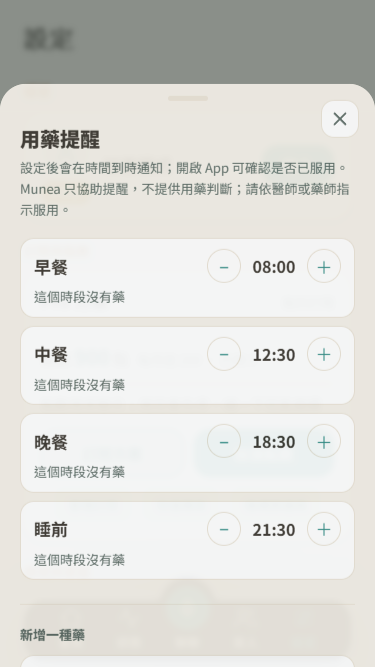 設定
用藥提醒
設定後會在時間到時通知；開啟 App 可確認是否已服用。
Munea 只協助提醒，不提供用藥判斷；請依醫師或藥師指
示服用。
早餐
− 08:00 +
這個時段沒有藥
中餐
− 12:30 +
這個時段沒有藥
晚餐
− 18:30 +
這個時段沒有藥
睡前
− 21:30 +
這個時段沒有藥
新增一種藥